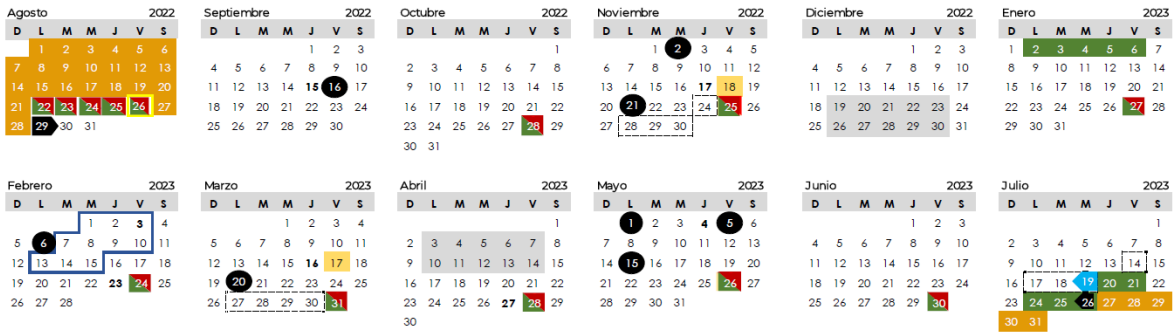 Agosto 2022
D L M M J V S
1 2 3 4 5 6
7 8 9 10 11 12 13
14 15 16 17 18 19 20
21 22 23 24 25 26 27
28 29 30 31
Septiembre 2022
D L M M J V S
1 2 3
4 5 6 7 8 9 10
11 12 13 14 15 16 17
18 19 20 21 22 23 24
25 26 27 28 29 30
Octubre 2022
D L M M J V S
1
2 3 4 5 6 7 8
9 10 11 12 13 14 15
16 17 18 19 20 21 22
23 24 25 26 27 28 29
30 31
Noviembre 2022
D L M M J V S
1 2 3 4 5
6 7 8 9 10 11 12
13 14 15 16 17 18 19
20 21 22 23 24 25 26
27 28 29 30
Diciembre 2022
D L M M J V S
1 2 3
4 5 6 7 8 9 10
11 12 13 14 15 16 17
18 19 20 21 22 23 24
25 26 27 28 29 30 31
Enero 2023
D L M M J V S
1 2 3 4 5 6 7
8 9 10 11 12 13 14
15 16 17 18 19 20 21
22 23 24 25 26 27 28
29 30 31
Febrero 2023
D L M M J V S
1 2 3 4
5 6 7 8 9 10 11
12 13 14 15 16 17 18
19 20 21 22 23 24 25
26 27 28
Marzo 2023
D L M M J V S
1 2 3 4
5 6 7 8 9 10 11
12 13 14 15 16 17 18
19 20 21 22 23 24 25
26 27 28 29 30 31
Abril 2023
D L M M J V S
1
2 3 4 5 6 7 8
9 10 11 12 13 14 15
16 17 18 19 20 21 22
23 24 25 26 27 28 29
30
Mayo 2023
D L M M J V S
1 2 3 4 5 6
7 8 9 10 11 12 13
14 15 16 17 18 19 20
21 22 23 24 25 26 27
28 29 30 31
Junio 2023
D L M M J V S
1 2 3
4 5 6 7 8 9 10
11 12 13 14 15 16 17
18 19 20 21 22 23 24
25 26 27 28 29 30
Julio 2023
D L M M J V S
1
2 3 4 5 6 7 8
9 10 11 12 13 14 15
16 17 18 19 20 21 22
23 24 25 26 27 28 29
30 31